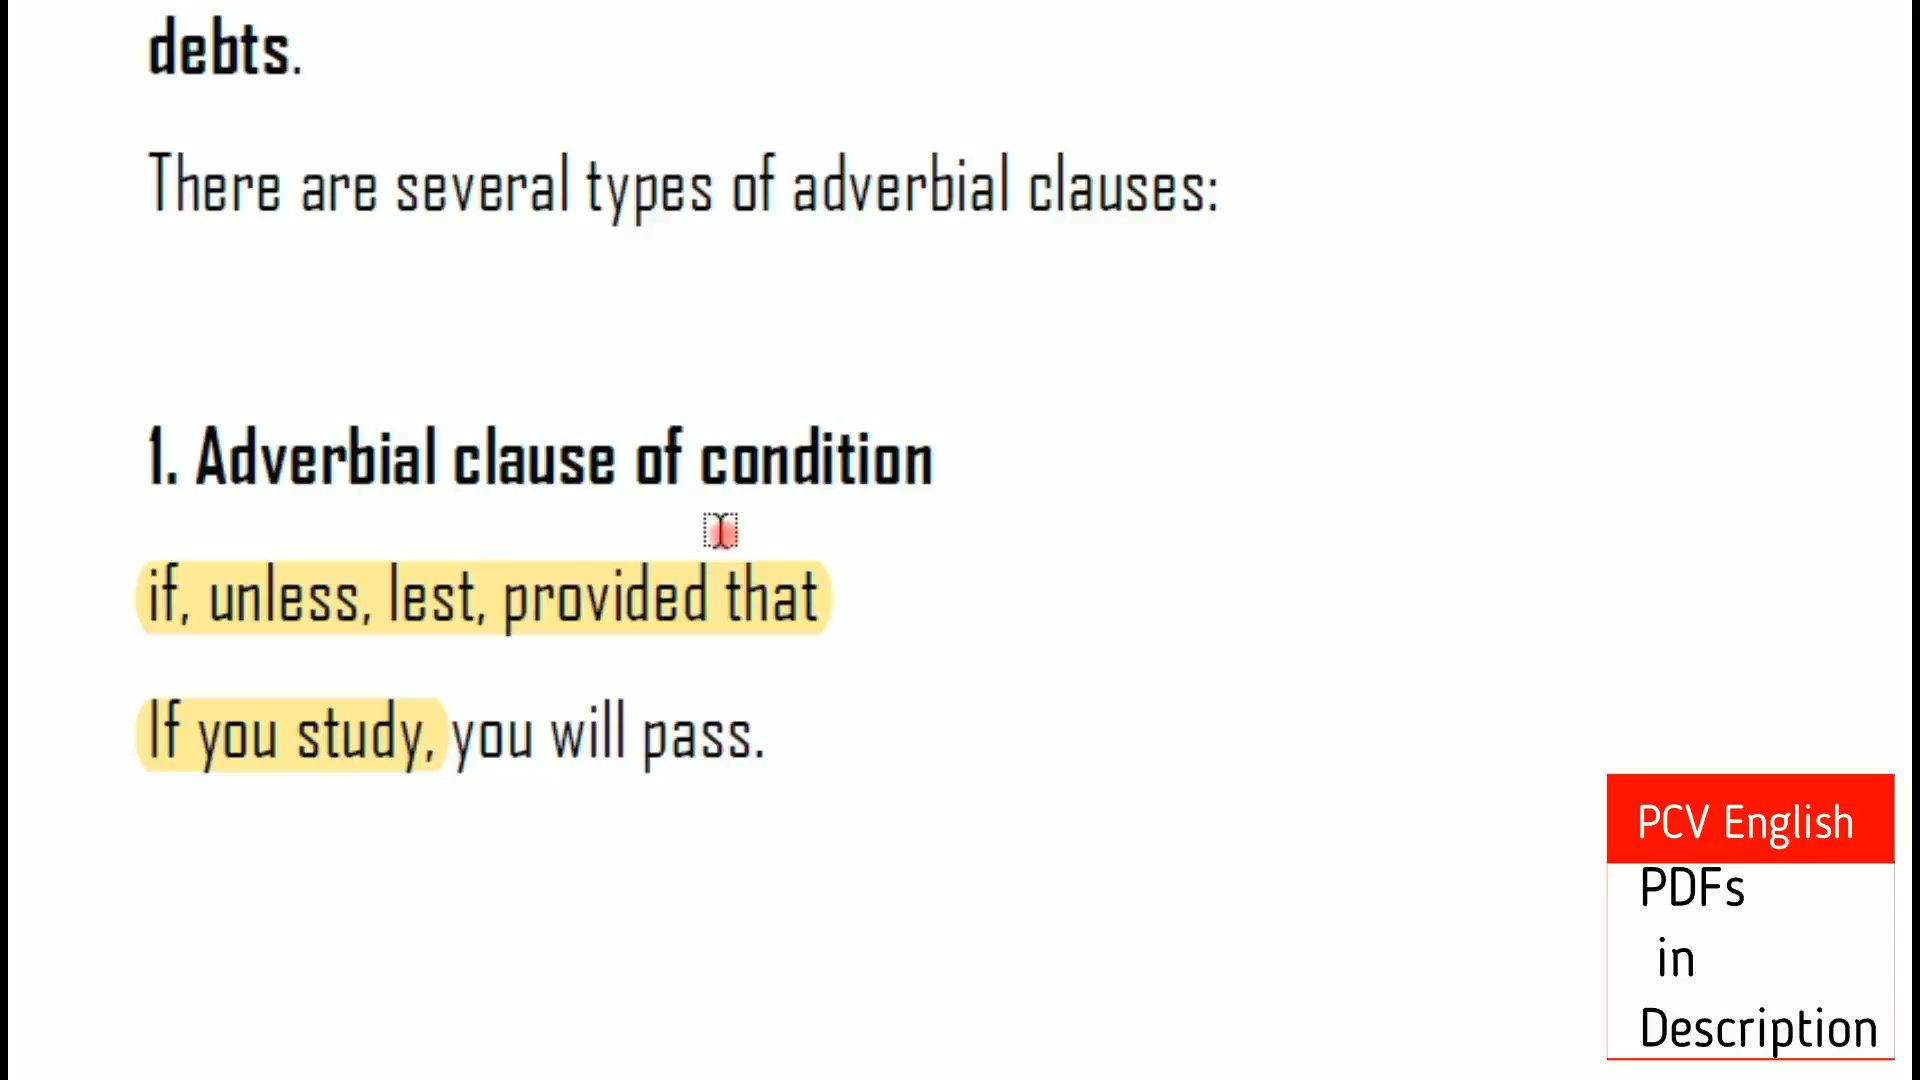 debts.
There are several types of adverbial clauses:
1. Adverbial clause of condition
if, unless, lest, provided that
If you study, you will pass.
PCV English
PDFs
in
Description